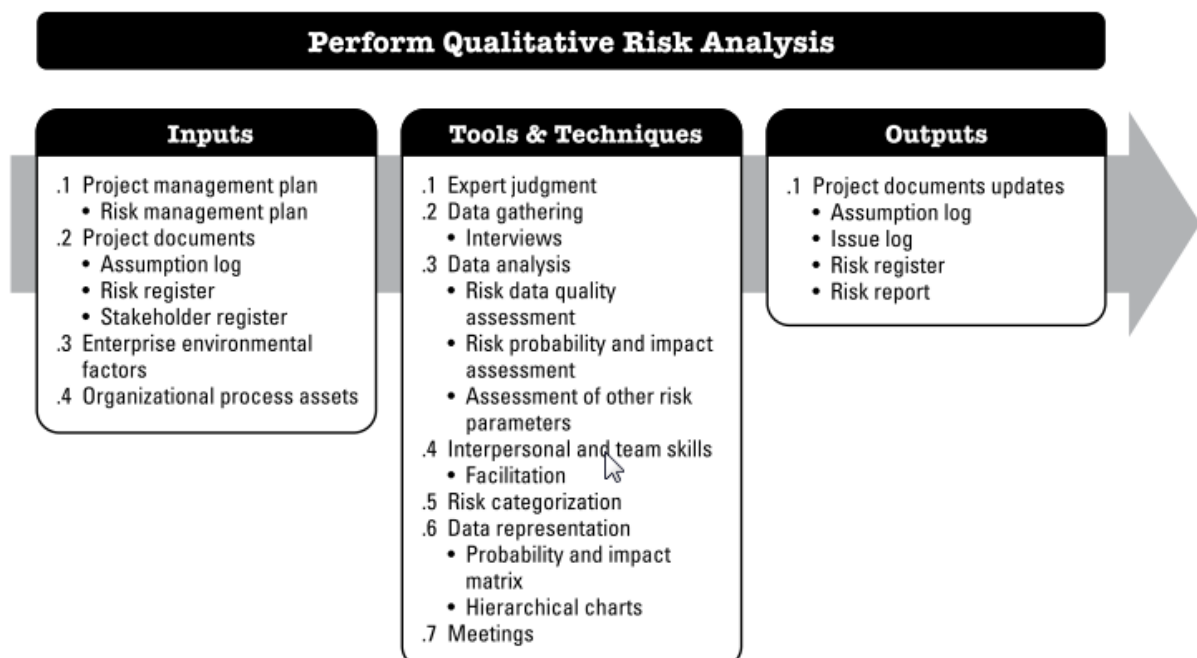 Perform Qualitative Risk Analysis
Inputs
.1 Project management plan
• Risk management plan
.2 Project documents
• Assumption log
• Risk register
• Stakeholder register
.3 Enterprise environmental
factors
.4 Organizational process assets
Tools & Techniques
.1 Expert judgment
.2 Data gathering
• Interviews
.3 Data analysis
• Risk data quality
assessment
• Risk probability and impact
assessment
• Assessment of other risk
parameters
.4 Interpersonal and team skills
• Facilitation
.5 Risk categorization
.6 Data representation
• Probability and impact
matrix
• Hierarchical charts
.7 Meetings
Outputs
.1 Project documents updates
• Assumption log
• Issue log
• Risk register
• Risk report